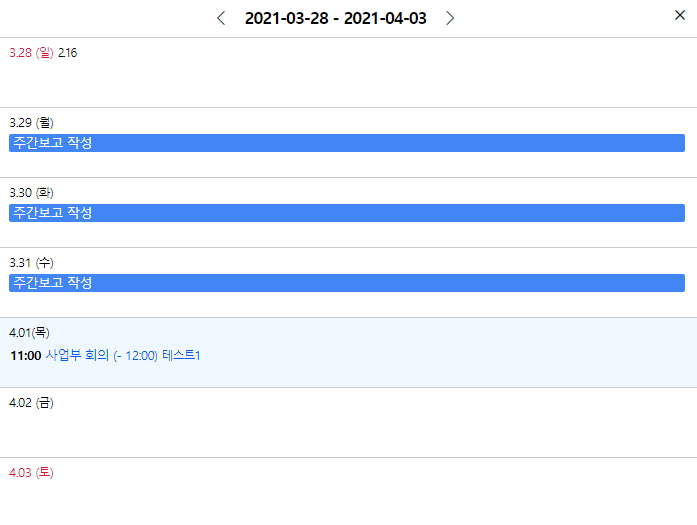 2021-03-28 - 2021-04-03
3.28 (일) 2.16
3.29 (월)
주간보고 작성
3.30 (화)
주간보고 작성
3.31 (수)
주간보고 작성
4.01(목)
11:00 사업부 회의 (- 12:00) 테스트1
4.02 (금)
4.03 (토)